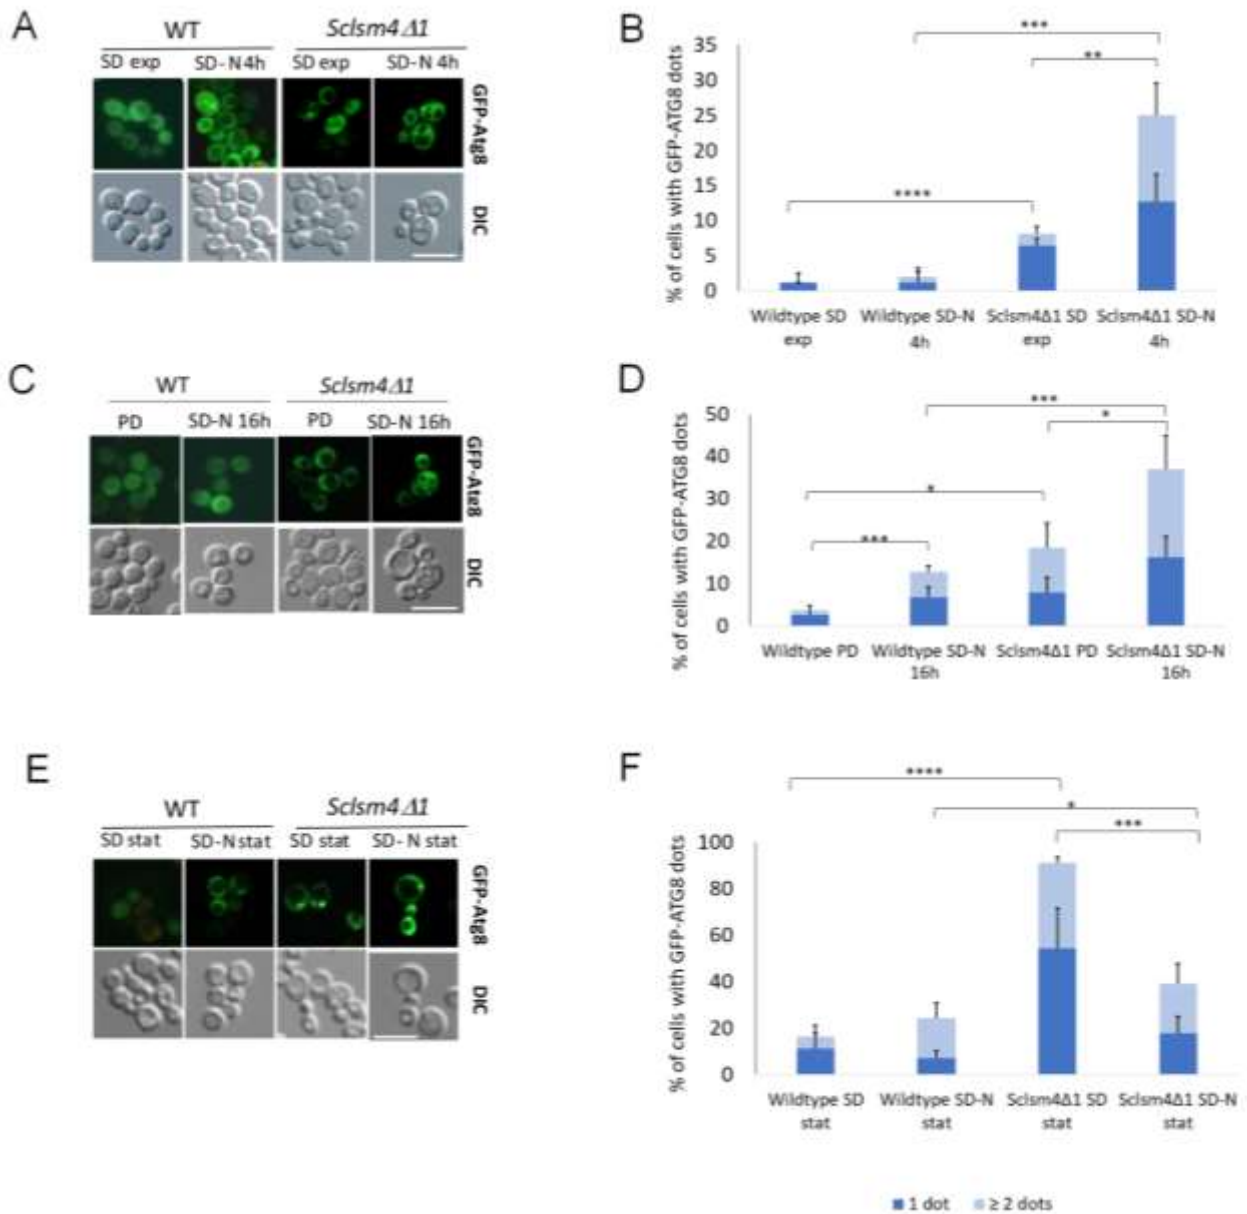 A
WT
Sclsm4Δ1
SD exp
SD-N 4h
SD exp
SD-N 4h
GFP-Atg8
DIC
B
% of cells with GFP-ATG8 dots
***
**
****
35
30
25
20
15
10
5
0
Wildtype SD exp
Wildtype SD-N 4h
Sclsm4Δ1 SD exp
Sclsm4Δ1 SD-N 4h
C
WT
Sclsm4Δ1
PD
SD-N 16h
PD
SD-N 16h
GFP-Atg8
DIC
D
% of cells with GFP-ATG8 dots
***
*
*
***
50
40
30
20
10
0
Wildtype PD
Wildtype SD-N 16h
Sclsm4Δ1 PD
Sclsm4Δ1 SD-N 16h
E
WT
Sclsm4Δ1
SD stat
SD-N stat
SD stat
SD-N stat
GFP-Atg8
DIC
F
% of cells with GFP-ATG8 dots
****
*
***
100
80
60
40
20
0
Wildtype SD stat
Wildtype SD-N stat
Sclsm4Δ1 SD stat
Sclsm4Δ1 SD-N stat
1 dot
≥ 2 dots